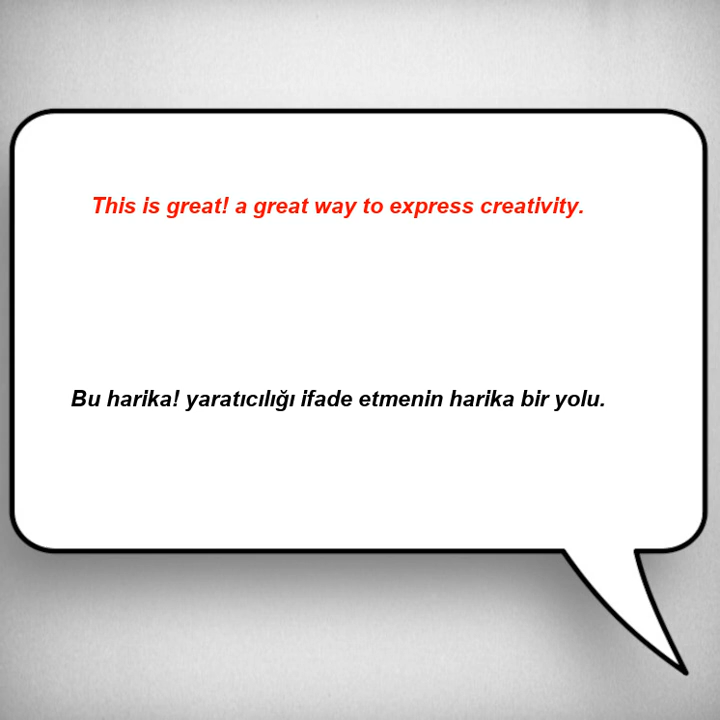 This is great! a great way to express creativity.
Bu harika! yaratıcılığı ifade etmenin harika bir yolu.